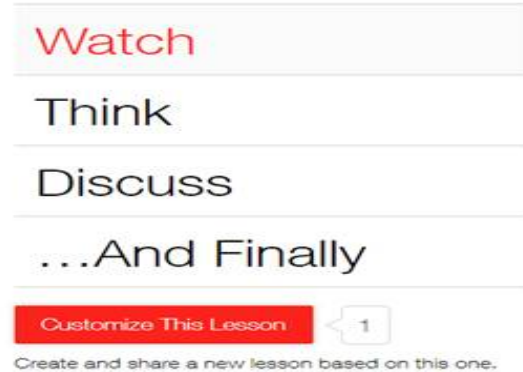 Watch
Think
Discuss
...And Finally
Customize This Lesson 1
Create and share a new lesson based on this one.